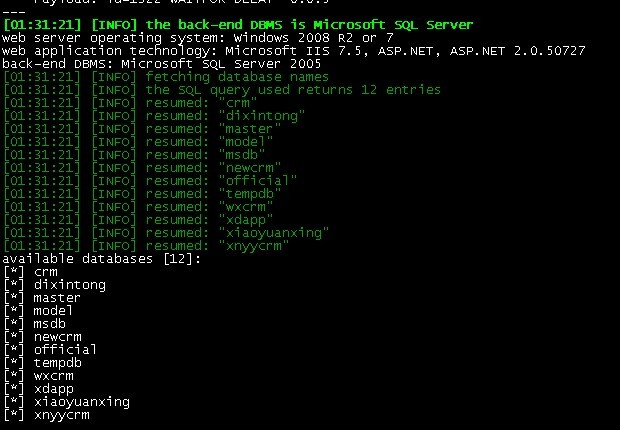 ---
[01:31:21] [INFO] the back-end DBMS is Microsoft SQL Server
web server operating system: Windows 2008 R2 or 7
web application technology: Microsoft IIS 7.5, ASP.NET, ASP.NET 2.0.50727
back-end DBMS: Microsoft SQL Server 2005
[01:31:21] [INFO] fetching database names
[01:31:21] [INFO] the SQL query used returns 12 entries
[01:31:21] [INFO] resumed: "crm"
[01:31:21] [INFO] resumed: "dixintong"
[01:31:21] [INFO] resumed: "master"
[01:31:21] [INFO] resumed: "model"
[01:31:21] [INFO] resumed: "msdb"
[01:31:21] [INFO] resumed: "newcrm"
[01:31:21] [INFO] resumed: "official"
[01:31:21] [INFO] resumed: "tempdb"
[01:31:21] [INFO] resumed: "wxcrm"
[01:31:21] [INFO] resumed: "xdapp"
[01:31:21] [INFO] resumed: "xiaoyuanxing"
[01:31:21] [INFO] resumed: "xnyycrm"
available databases [12]:
[*] crm
[*] dixintong
[*] master
[*] model
[*] msdb
[*] newcrm
[*] official
[*] tempdb
[*] wxcrm
[*] xdapp
[*] xiaoyuanxing
[*] xnyycrm